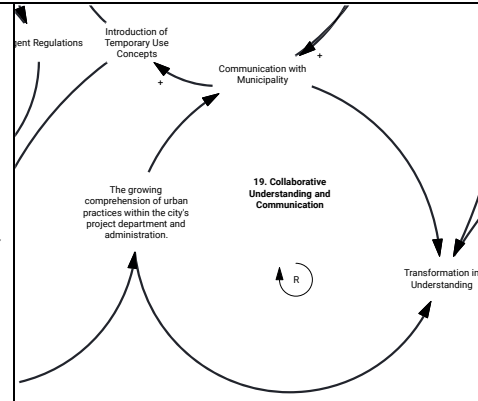 Introduction of
Temporary Use
Concepts
gent Regulations
+
Communication with
Municipality
+
19. Collaborative
Understanding and
Communication
The growing
comprehension of urban
practices within the city's
project department and
administration.
R
Transformation in
Understanding